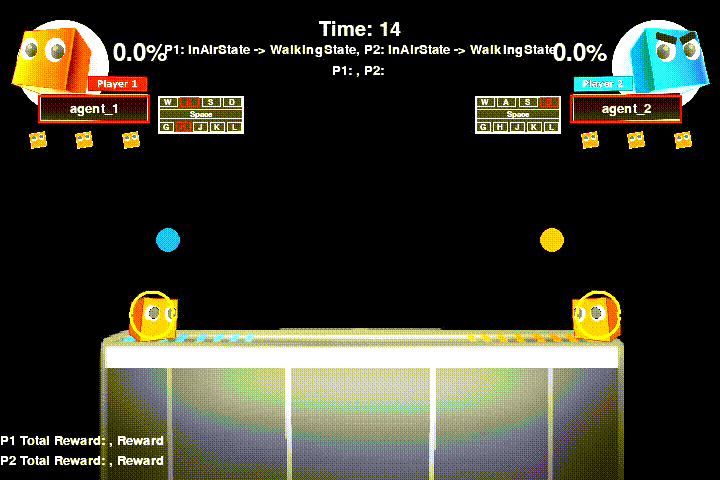 Time: 14
0.0%
P1: InAirState -> WalkingState, P2: InAirState -> WalkingState
0.0%
P1: , P2:
Player 1
Player 2
agent_1
agent_2
W A S D
Space
G H J K L
W A S D
Space
G H J K L
P1 Total Reward: , Reward
P2 Total Reward: , Reward